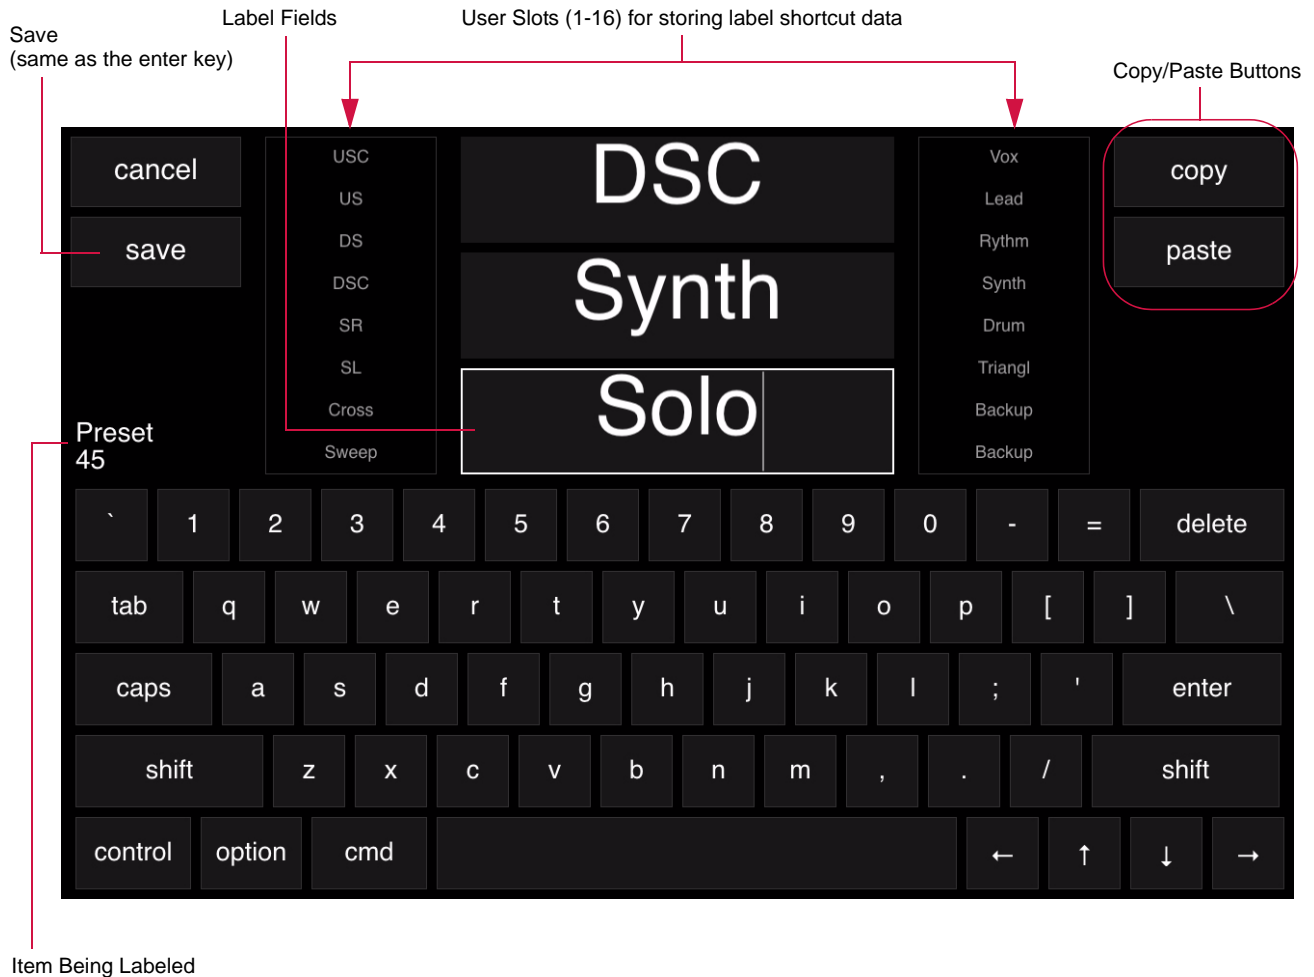 Label Fields
User Slots (1-16) for storing label shortcut data
Save
(same as the enter key)
Copy/Paste Buttons
cancel
save
USC
US
DS
DSC
SR
SL
Cross
Sweep
DSC
Synth
Solo
Vox
Lead
Rythm
Synth
Drum
Triangl
Backup
Backup
copy
paste
Preset
45
` 1 2 3 4 5 6 7 8 9 0 - = delete
tab q w e r t y u i o p [ ] \
caps a s d f g h j k l ; ' enter
shift z x c v b n m , . / shift
control option cmd ← ↑ ↓ →
Item Being Labeled